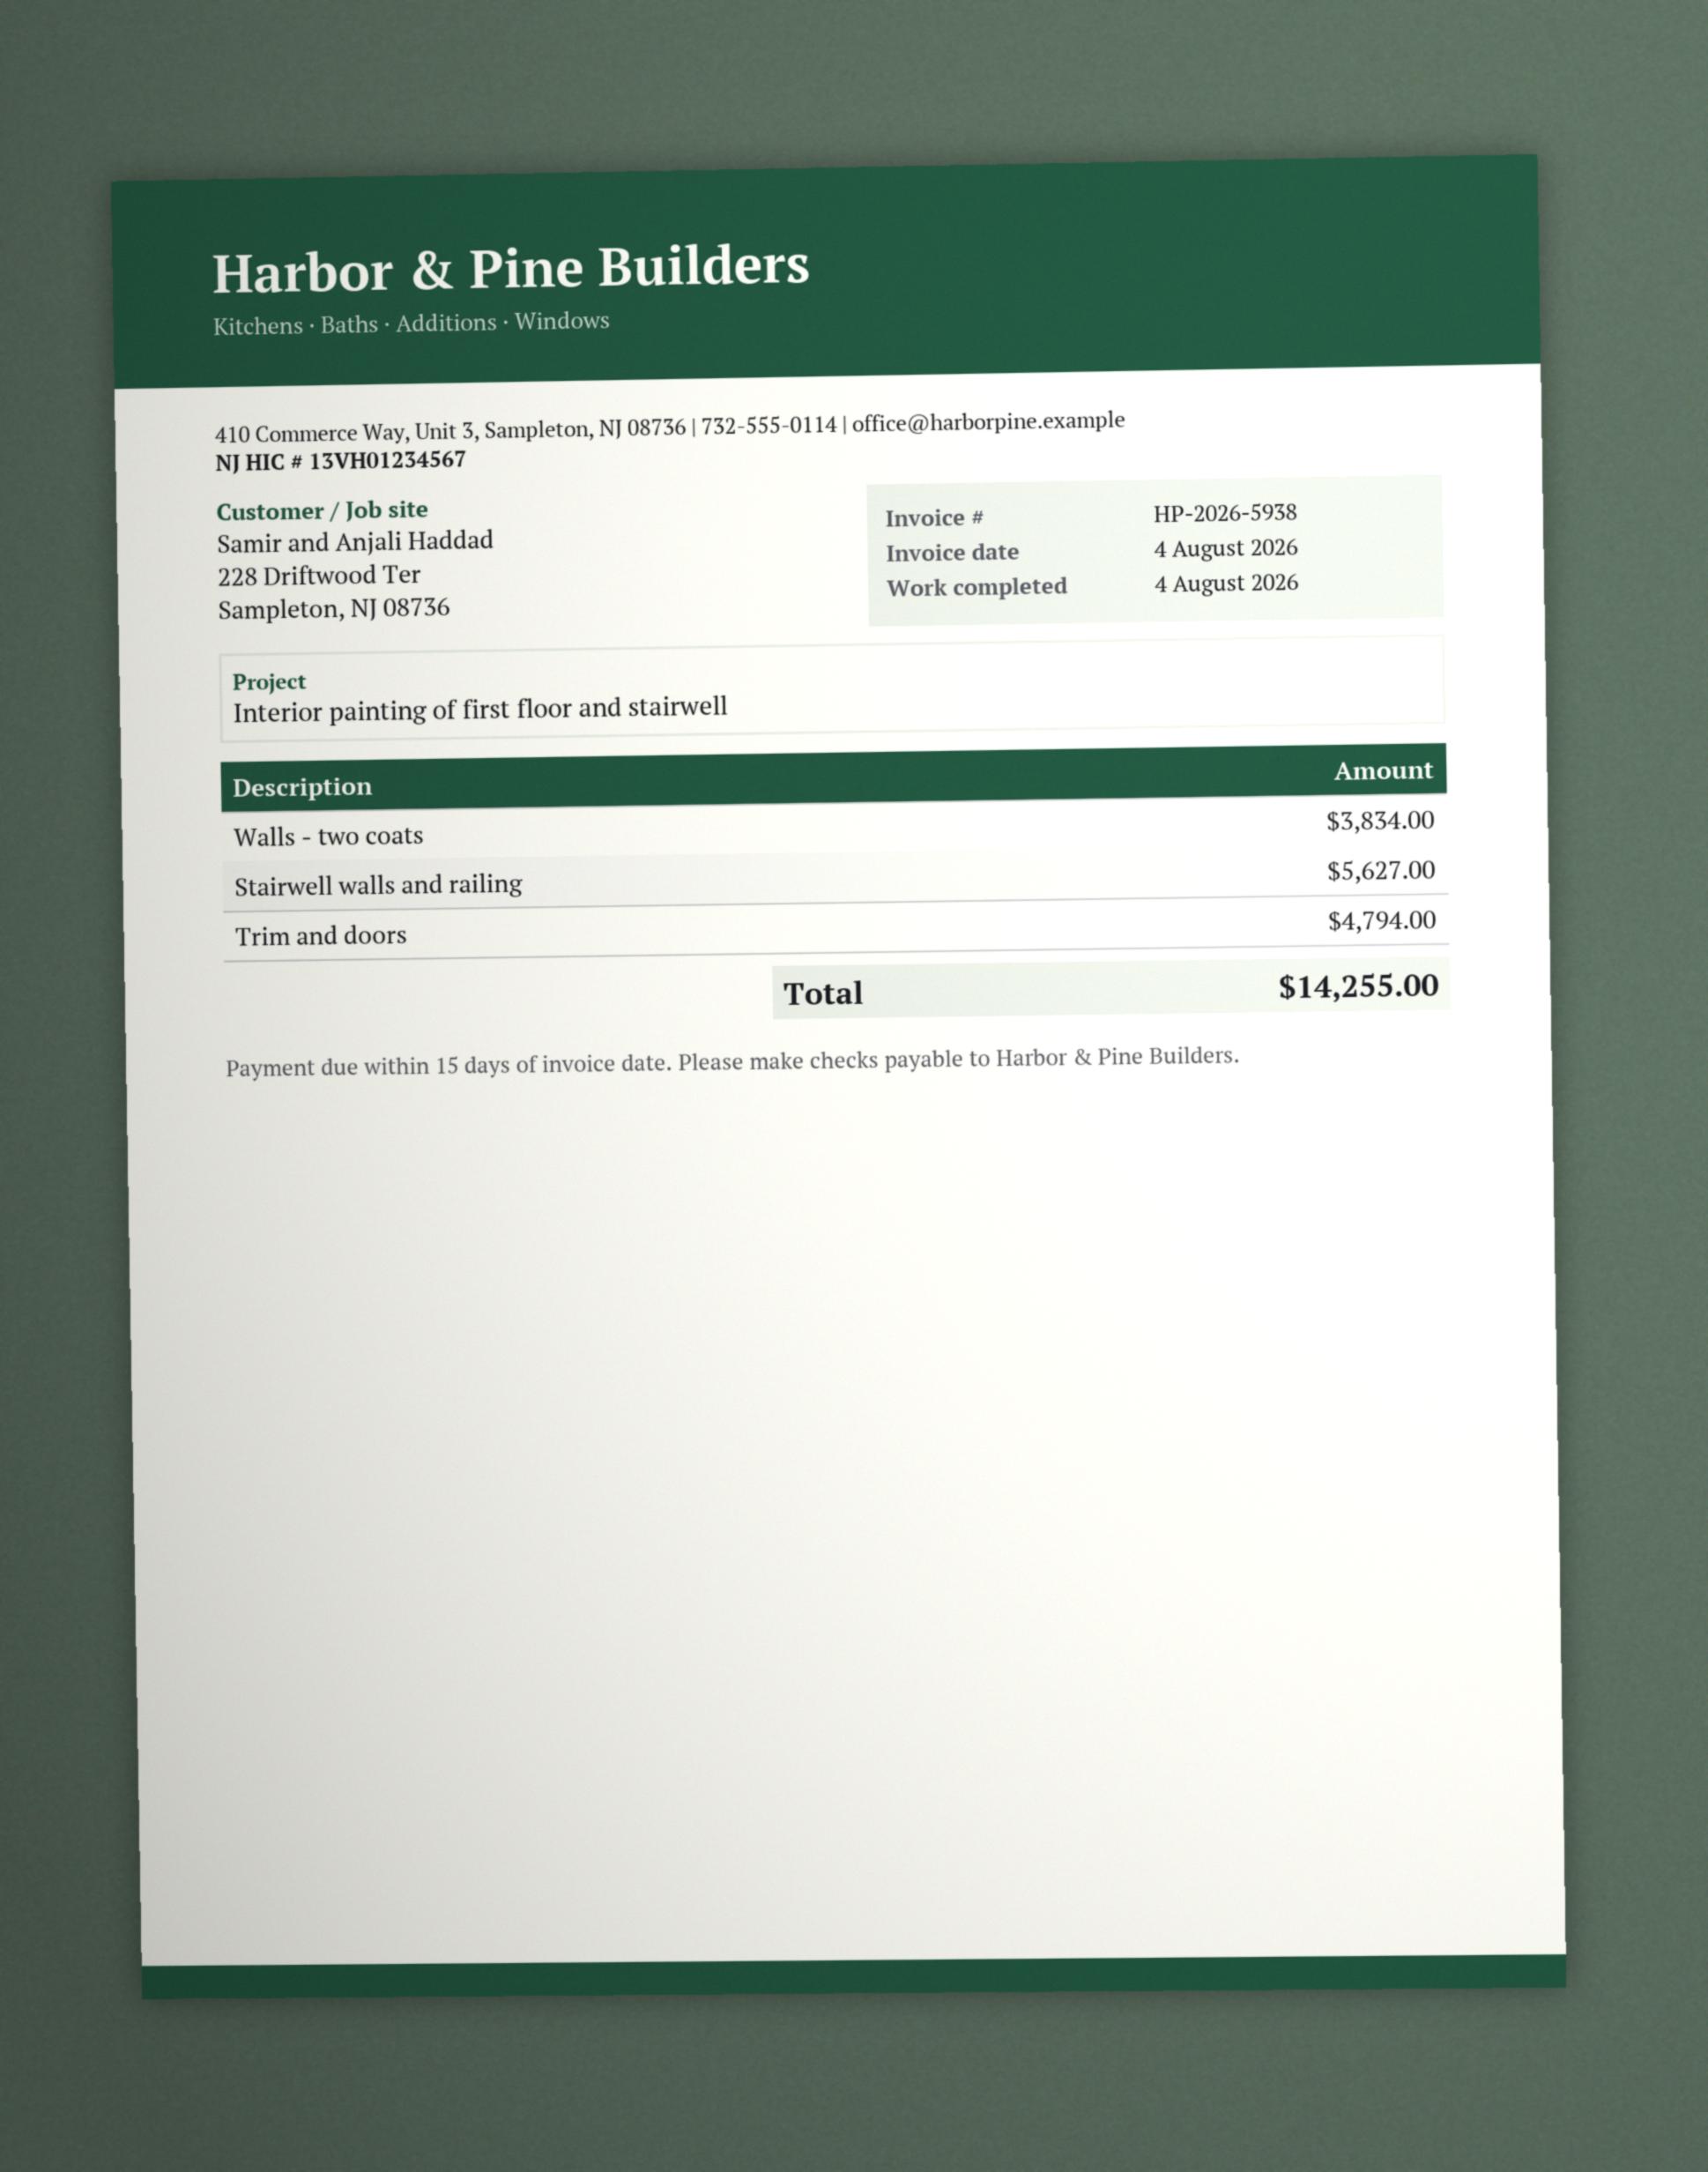 Harbor & Pine Builders
Kitchens · Baths · Additions · Windows
410 Commerce Way, Unit 3, Sampleton, NJ 08736 | 732-555-0114 | office@harborpine.example
NJ HIC # 13VH01234567
Customer / Job site
Samir and Anjali Haddad
228 Driftwood Ter
Sampleton, NJ 08736
Invoice # HP-2026-5938
Invoice date 4 August 2026
Work completed 4 August 2026
Project
Interior painting of first floor and stairwell
Description Amount
Walls - two coats $3,834.00
Stairwell walls and railing $5,627.00
Trim and doors $4,794.00
Total $14,255.00
Payment due within 15 days of invoice date. Please make checks payable to Harbor & Pine Builders.